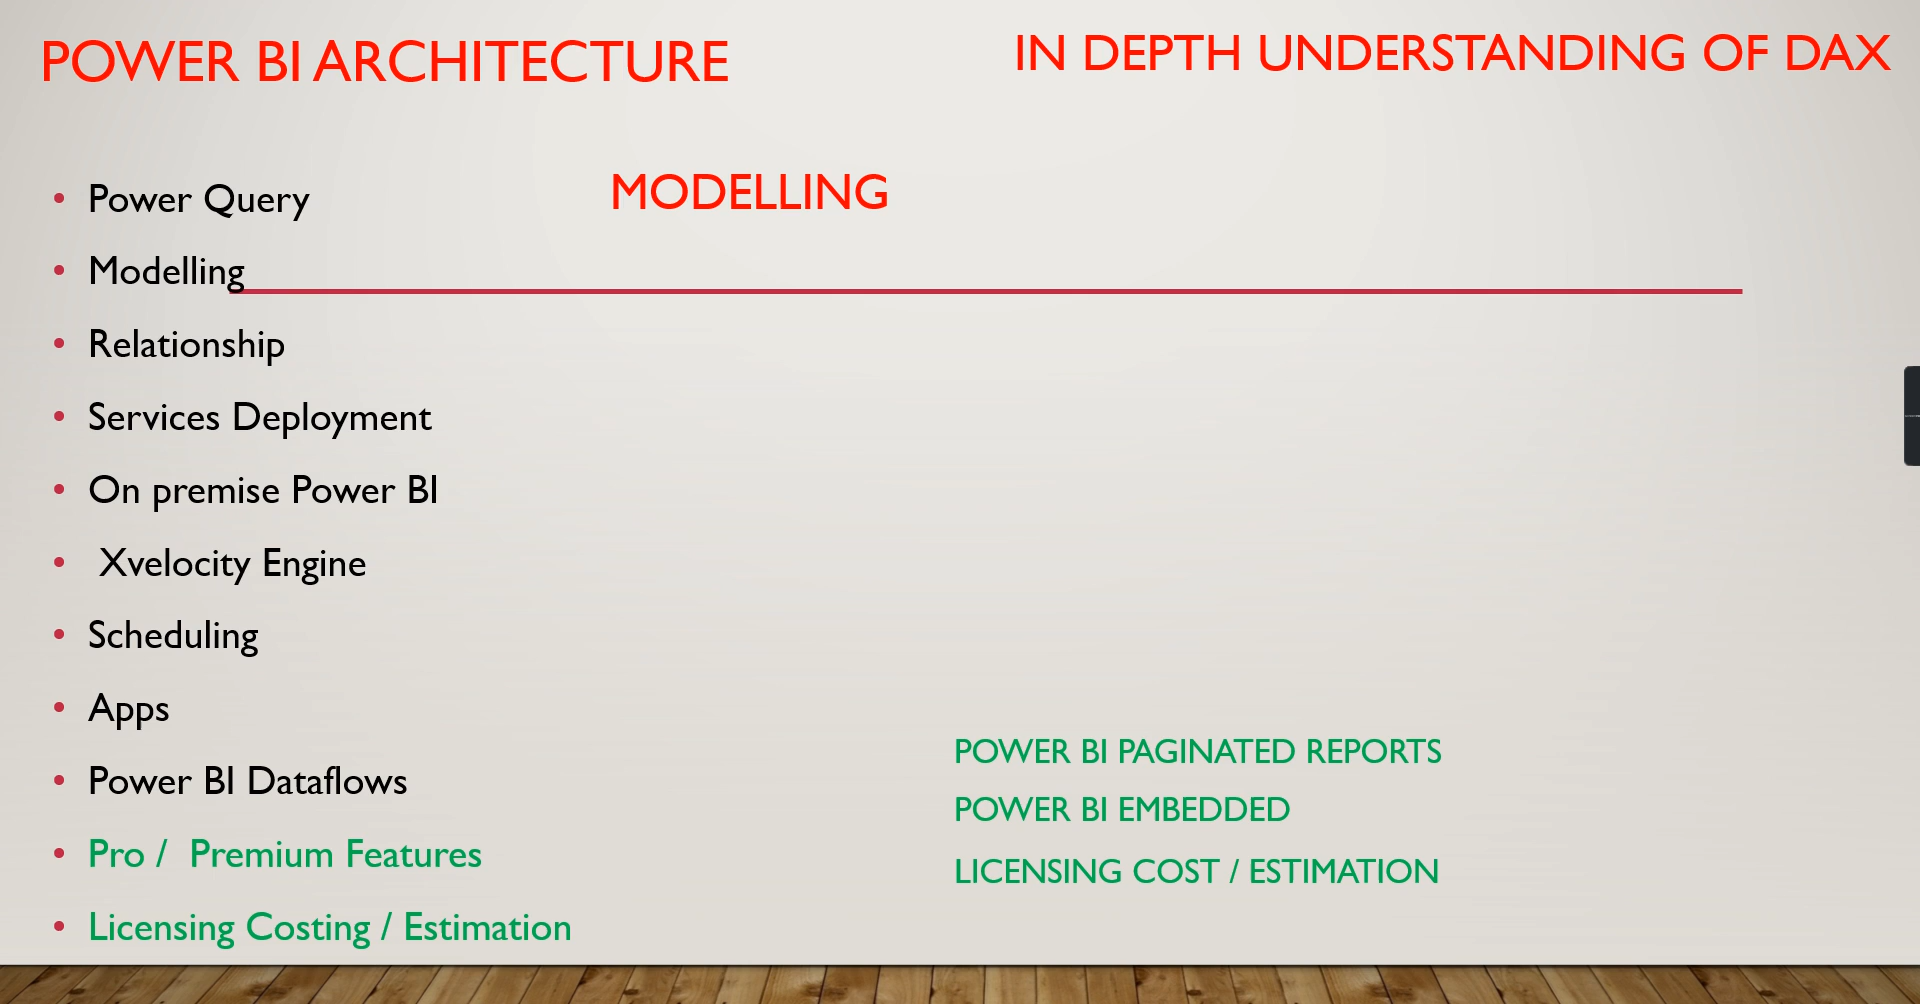 POWER BI ARCHITECTURE
IN DEPTH UNDERSTANDING OF DAX
MODELLING
Power Query
Modelling
Relationship
Services Deployment
On premise Power BI
Xvelocity Engine
Scheduling
Apps
Power BI Dataflows
Pro /  Premium Features
Licensing Costing / Estimation
POWER BI PAGINATED REPORTS
POWER BI EMBEDDED
LICENSING COST / ESTIMATION